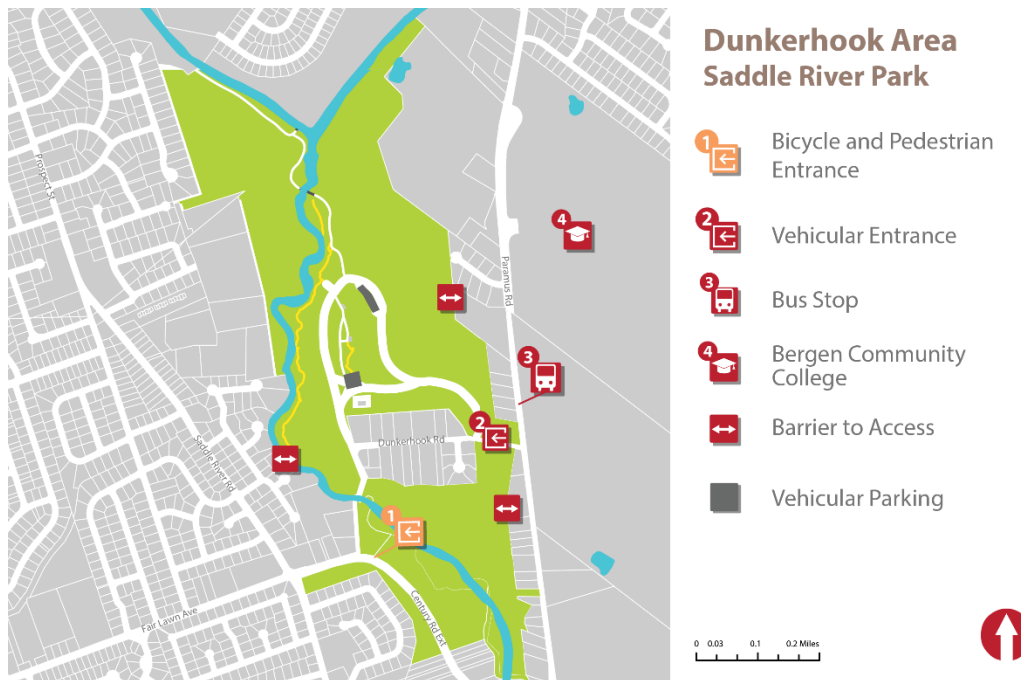 Dunkerhook Area
Saddle River Park
1
Bicycle and Pedestrian
Entrance
2
Vehicular Entrance
3
Bus Stop
4
Bergen Community
College
Barrier to Access
Vehicular Parking
0 0.03 0.1 0.2 Miles
Prospect St
4
Paramus Rd
3
2
Dunkerhook Rd
Saddle River Rd
1
Fair Lawn Ave
Century Rd Ext